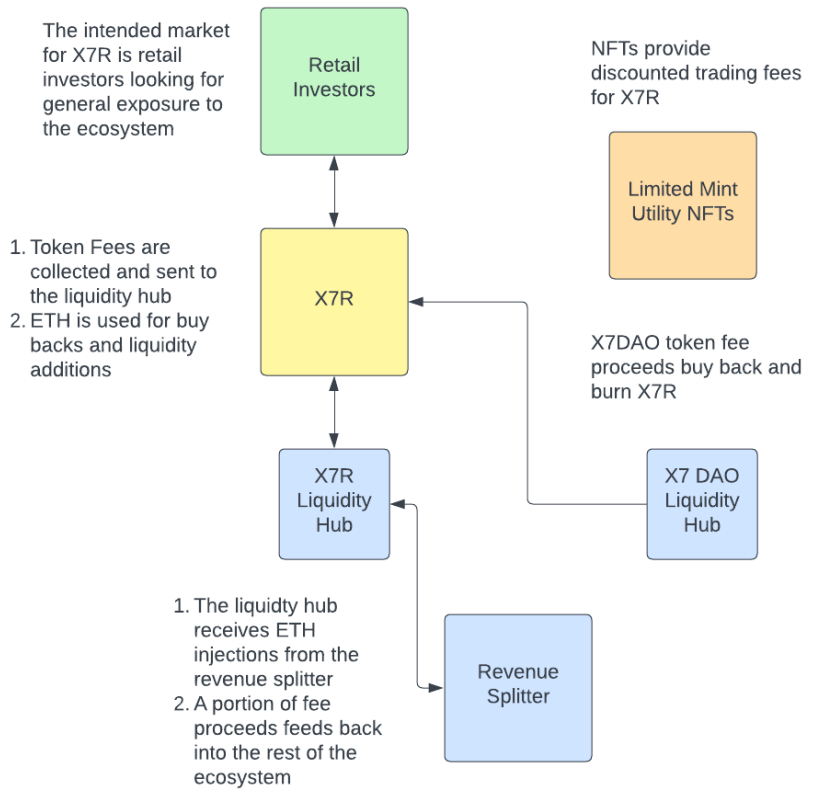 The intended market
for X7R is retail
investors looking for
general exposure to
the ecosystem
Retail
Investors
NFTs provide
discounted trading fees
for X7R
Limited Mint
Utility NFTs
1. Token Fees are
collected and sent to
the liquidity hub
2. ETH is used for buy
backs and liquidity
additions
X7R
X7DAO token fee
proceeds buy back and
burn X7R
X7R
Liquidity
Hub
X7 DAO
Liquidity
Hub
1. The liquidty hub
receives ETH
injections from the
revenue splitter
2. A portion of fee
proceeds feeds back
into the rest of the
ecosystem
Revenue
Splitter